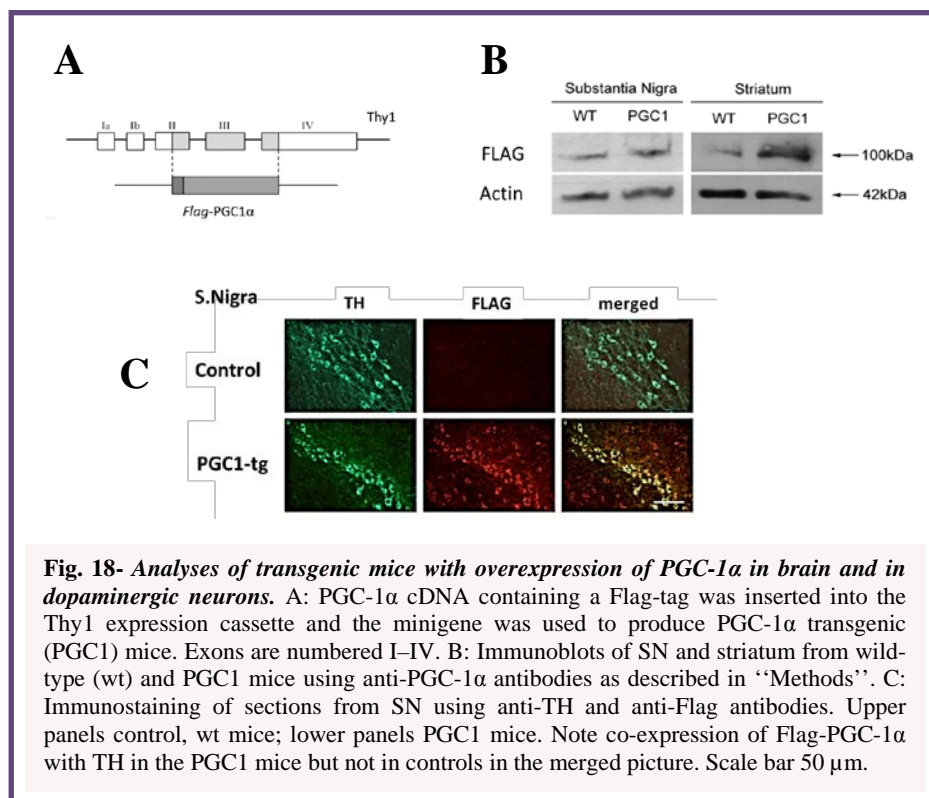 A
Ia Ib II III IV Thy1
Flag-PGC1α
B
Substantia Nigra Striatum
WT PGC1 WT PGC1
FLAG 100kDa
Actin 42kDa
C
S.Nigra TH FLAG merged
Control
PGC1-tg
Fig. 18- Analyses of transgenic mice with overexpression of PGC-1α in brain and in
dopaminergic neurons. A: PGC-1α cDNA containing a Flag-tag was inserted into the
Thy1 expression cassette and the minigene was used to produce PGC-1α transgenic
(PGC1) mice. Exons are numbered I–IV. B: Immunoblots of SN and striatum from wild-
type (wt) and PGC1 mice using anti-PGC-1α antibodies as described in ‘‘Methods’’. C:
Immunostaining of sections from SN using anti-TH and anti-Flag antibodies. Upper
panels control, wt mice; lower panels PGC1 mice. Note co-expression of Flag-PGC-1α
with TH in the PGC1 mice but not in controls in the merged picture. Scale bar 50 µm.